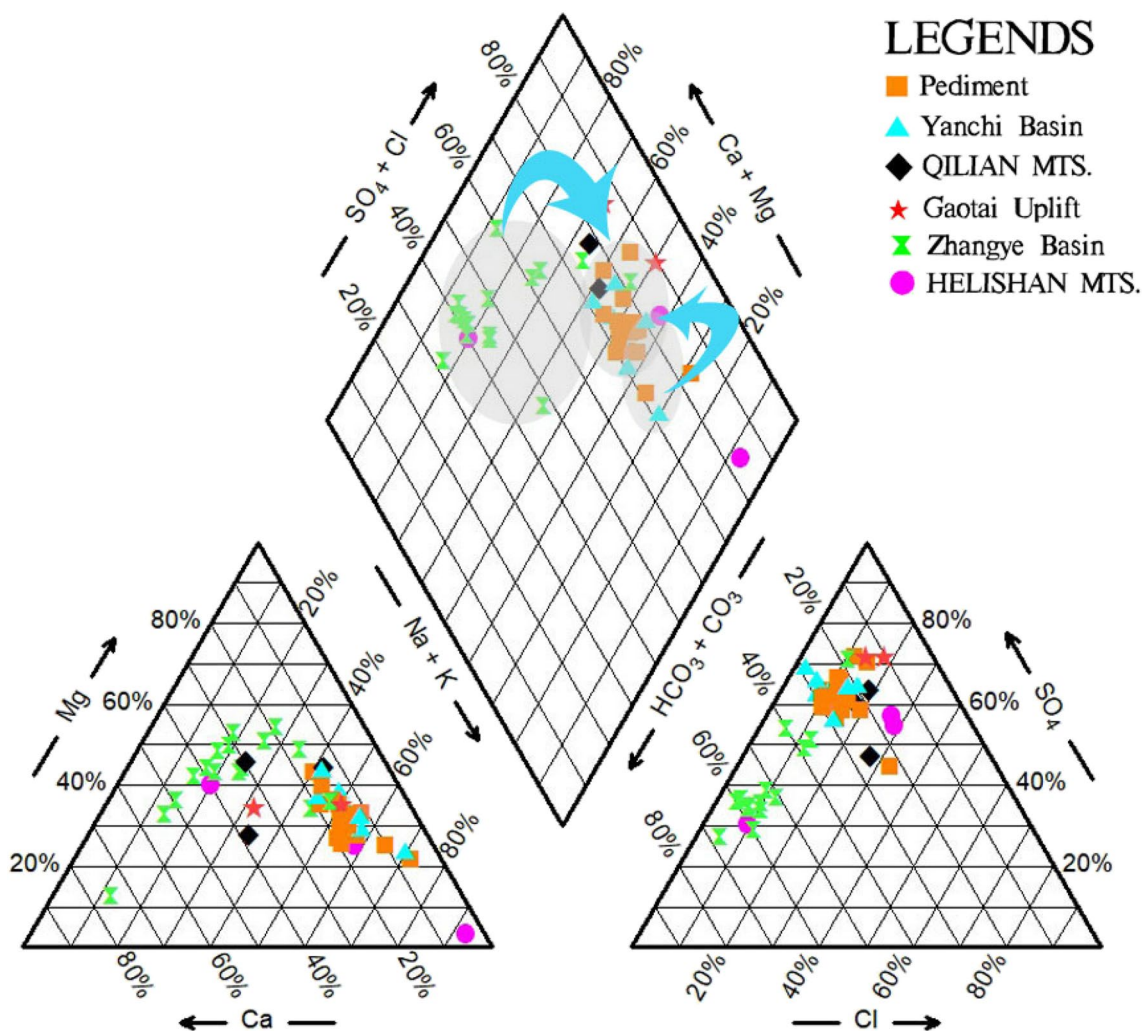 LEGENDS
Pediment
Yanchi Basin
QILIAN MTS.
Gaotai Uplift
Zhangye Basin
HELISHAN MTS.
80%
80%
SO₄ + Cl
Ca + Mg
60%
60%
40%
40%
20%
20%
Mg
80%
60%
40%
20%
20%
40%
60%
80%
Na + K
80%
60%
40%
20%
Ca
HCO₃ + CO₃
20%
40%
60%
80%
SO₄
80%
60%
40%
20%
20%
40%
60%
80%
Cl